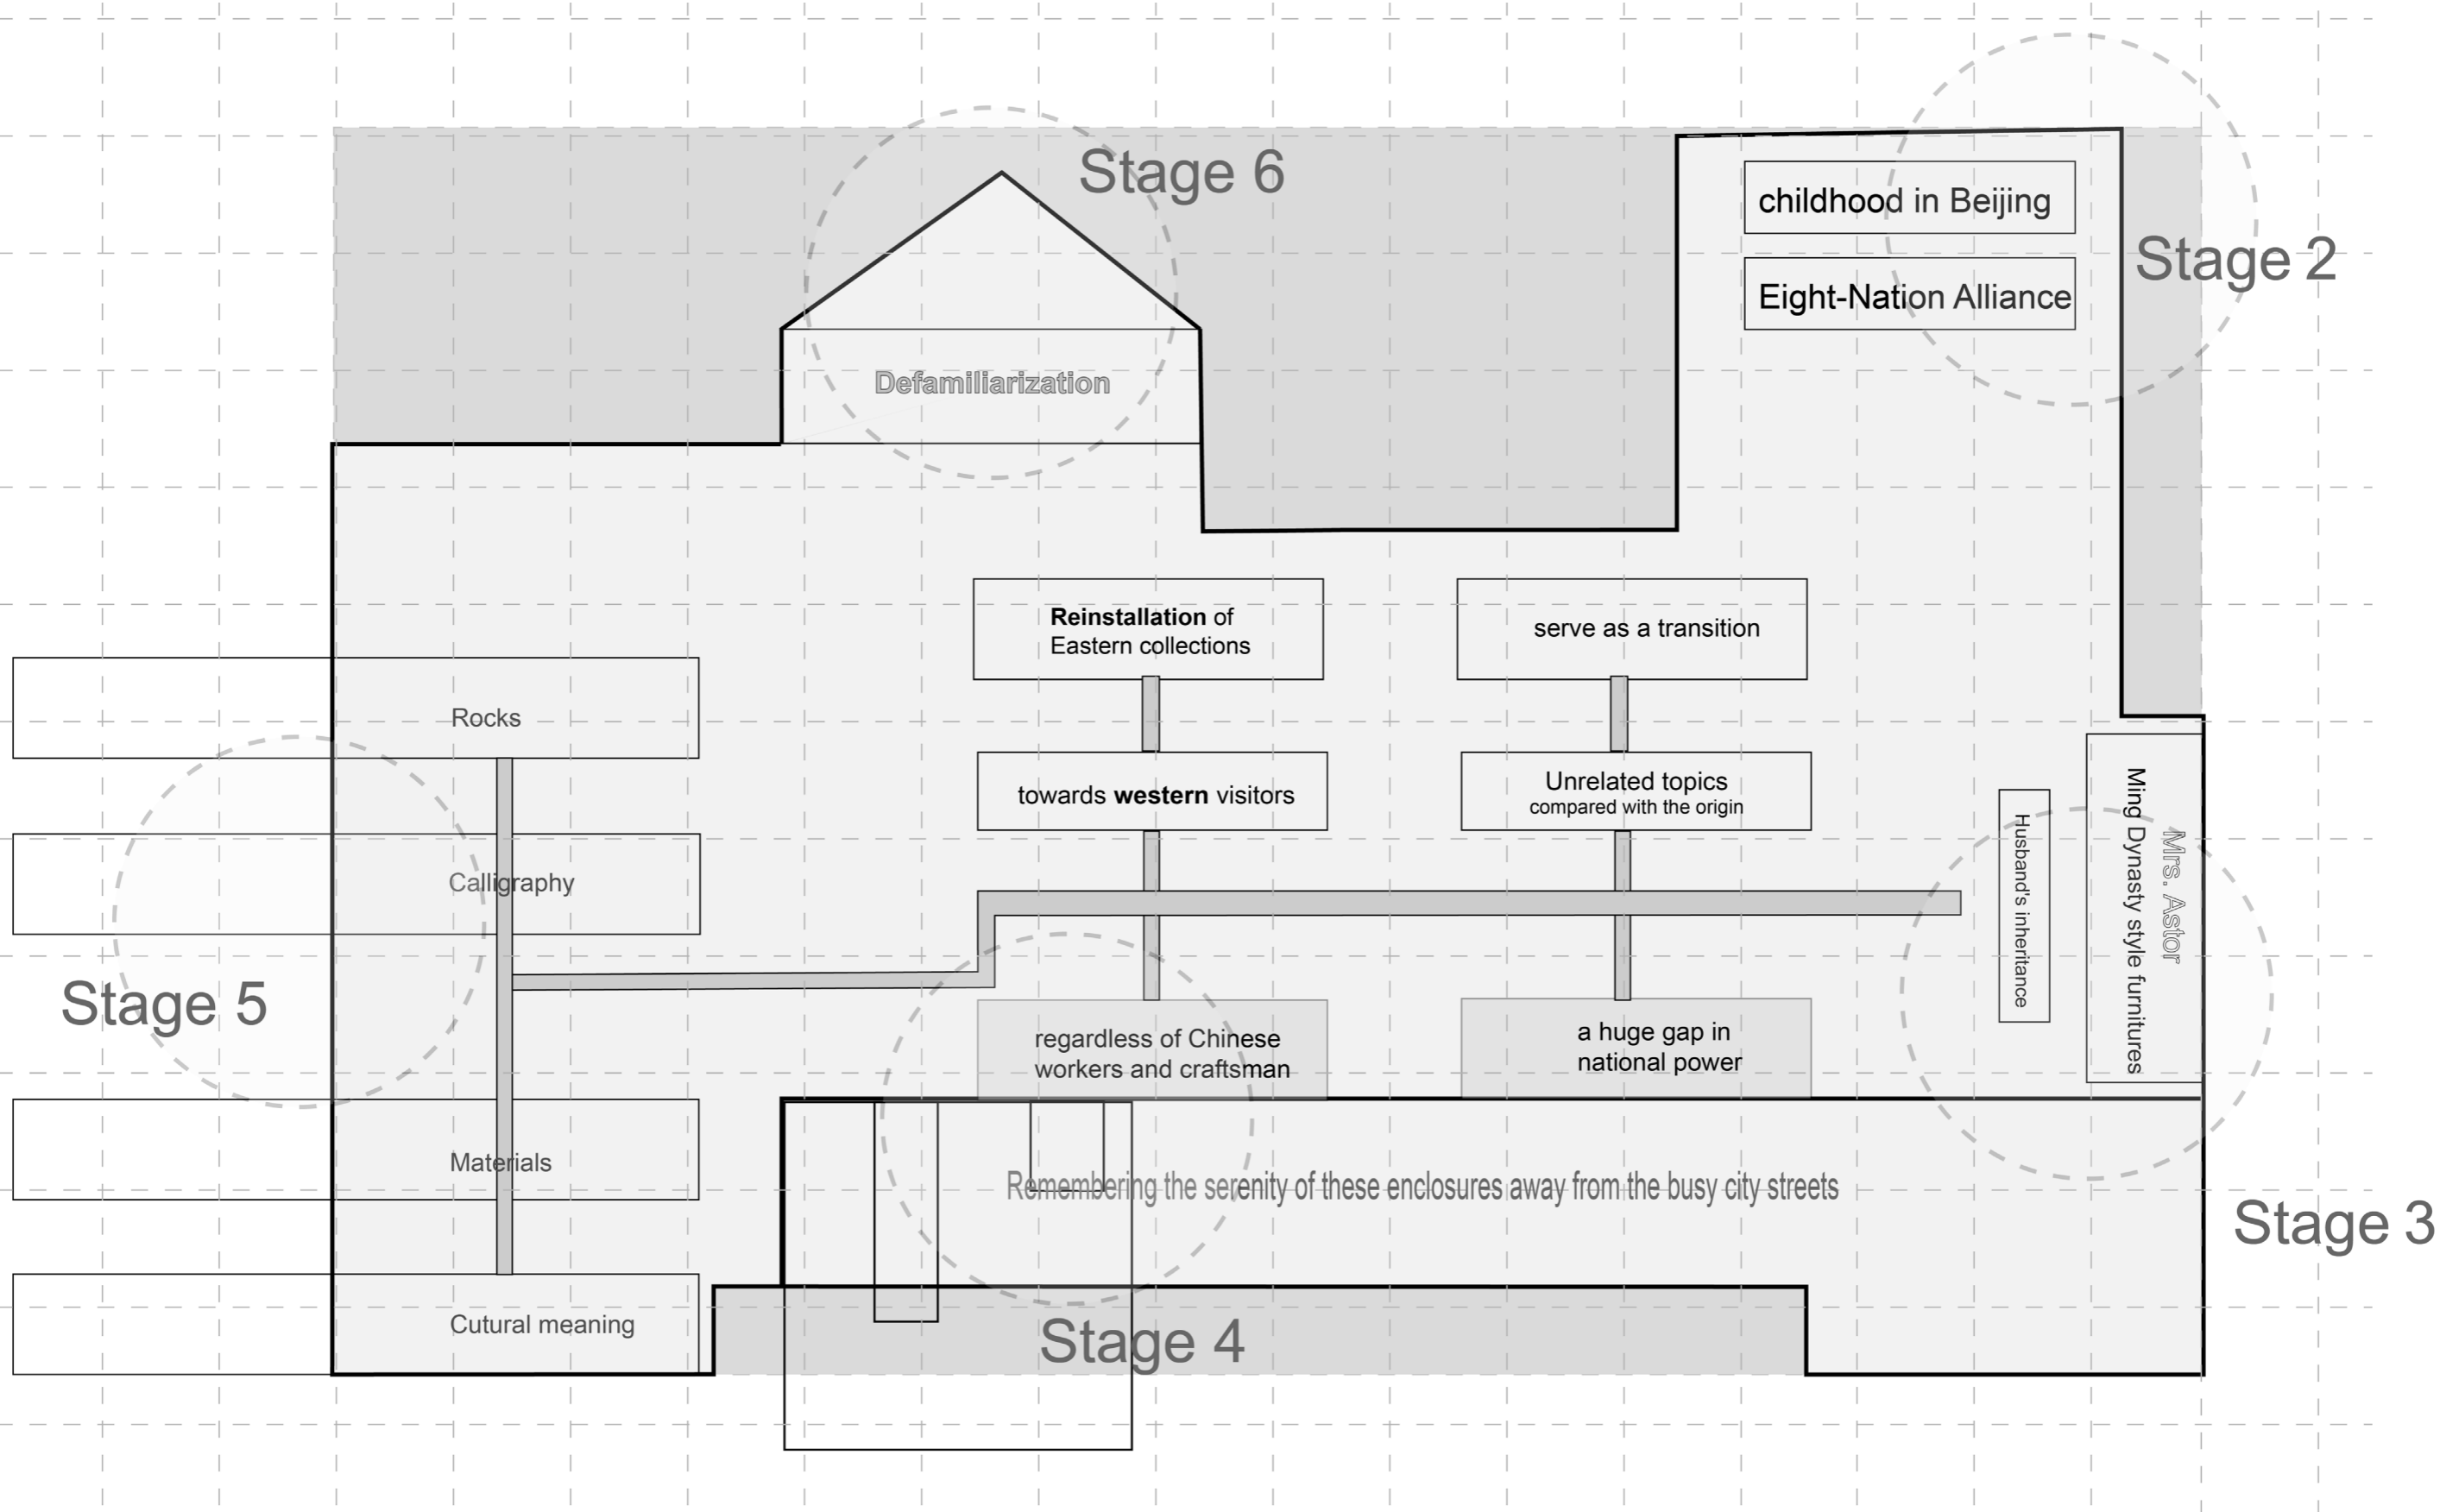 Stage 6
childhood in Beijing
Stage 2
Eight-Nation Alliance
Defamiliarization
Reinstallation of
Eastern collections
serve as a transition
Rocks
towards western visitors
Unrelated topics
compared with the origin
Calligraphy
Husband's inheritance
Ming Dynasty style furnitures
Mrs. Astor
Stage 5
regardless of Chinese
workers and craftsman
a huge gap in
national power
Materials
Remembering the serenity of these enclosures away from the busy city streets
Stage 3
Cutural meaning
Stage 4